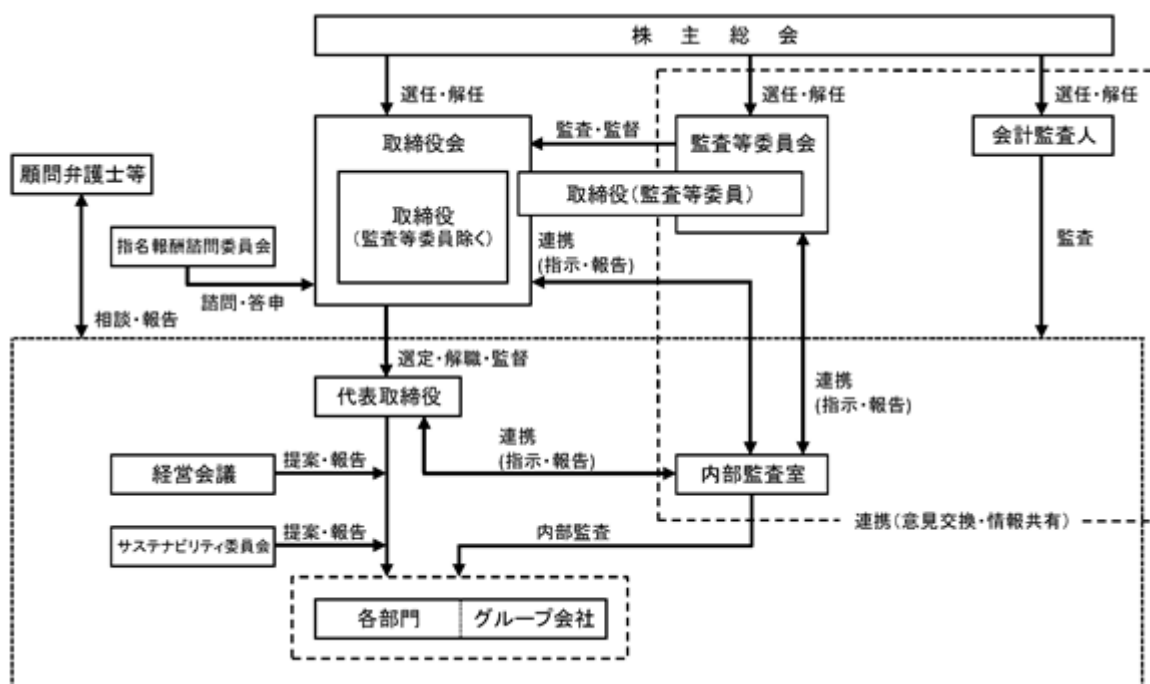 株主総会
選任・解任
選任・解任
選任・解任
取締役会
監査・監督
監査等委員会
会計監査人
顧問弁護士等
取締役（監査等委員）
取締役
（監査等委員除く）
指名報酬諮問委員会
連携
(指示・報告)
監査
諮問・答申
相談・報告
選定・解職・監督
代表取締役
連携
(指示・報告)
連携
(指示・報告)
経営会議
提案・報告
内部監査室
連携（意見交換・情報共有）
サステナビリティ委員会
提案・報告
内部監査
各部門
グループ会社